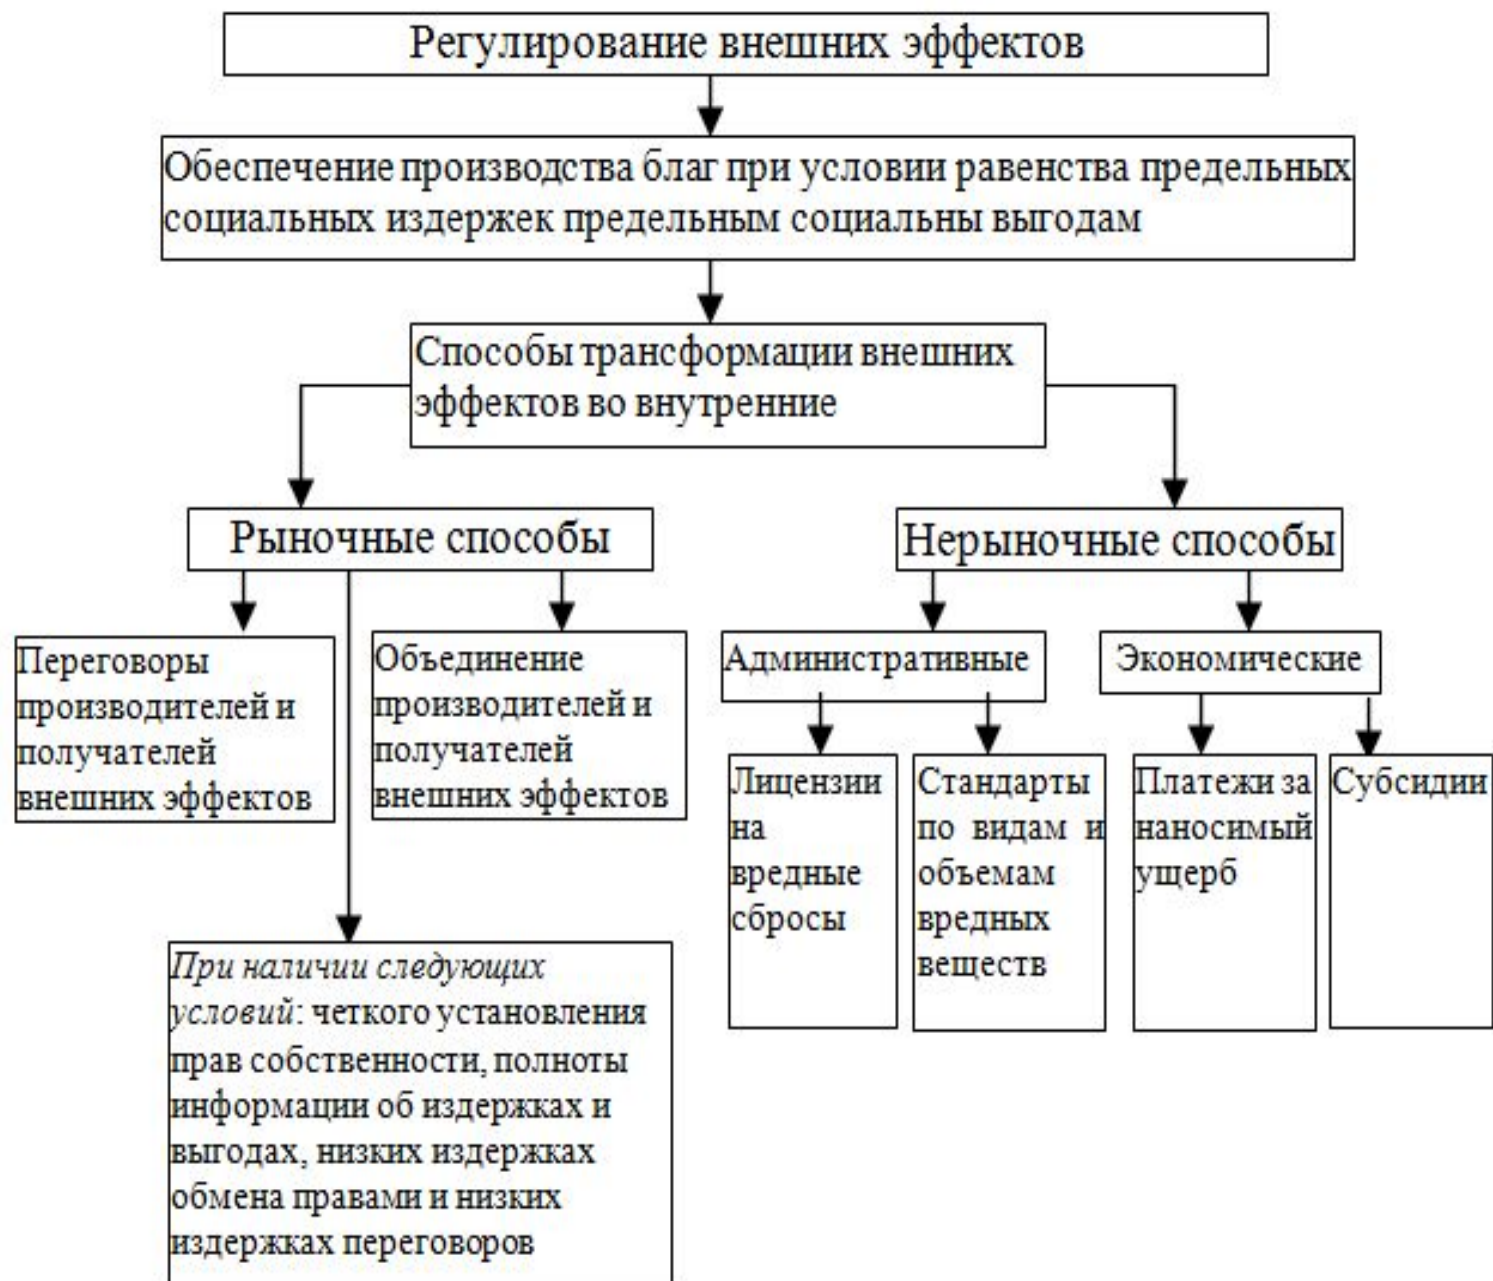 Регулирование внешних эффектов
Обеспечение производства благ при условии равенства предельных
социальных издержек предельным социальны выгодам
Способы трансформации внешних
эффектов во внутренние
Рыночные способы
Нерыночные способы
Переговоры
производителей и
получателей
внешних эффектов
Объединение
производителей и
получателей
внешних эффектов
Административные
Экономические
Лицензии
на
вредные
сбросы
Стандарты
по видам и
объемам
вредных
веществ
Платежи за
наносимый
ущерб
Субсидии
При наличии следующих
условий: четкого установления
прав собственности, полноты
информации об издержках и
выгодах, низких издержках
обмена правами и низких
издержках переговоров